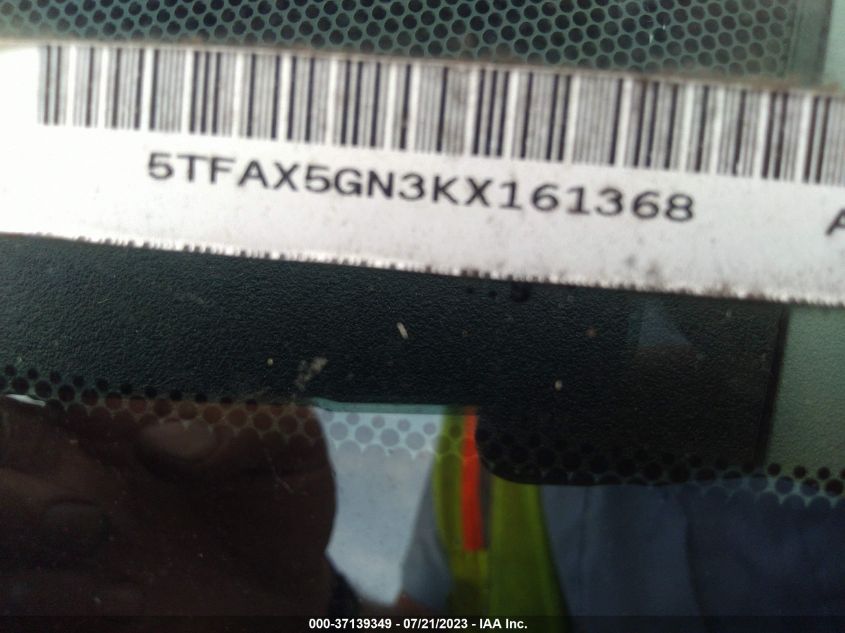 5TFAX5GN3KX161368 A
000-37139349 - 07/21/2023 - IAA Inc.